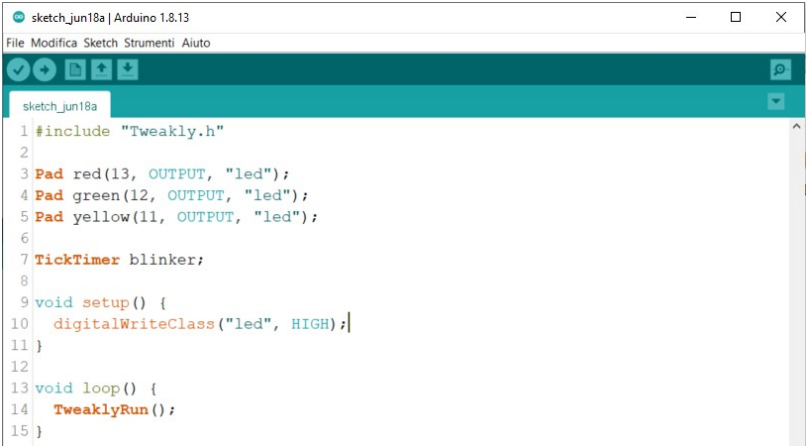 sketch_jun18a | Arduino 1.8.13
File Modifica Sketch Strumenti Aiuto
sketch_jun18a
1 #include "Tweakly.h"
2
3 Pad red(13, OUTPUT, "led");
4 Pad green(12, OUTPUT, "led");
5 Pad yellow(11, OUTPUT, "led");
6
7 TickTimer blinker;
8
9 void setup() {
10   digitalWriteClass("led", HIGH);
11 }
12
13 void loop() {
14   TweaklyRun();
15 }